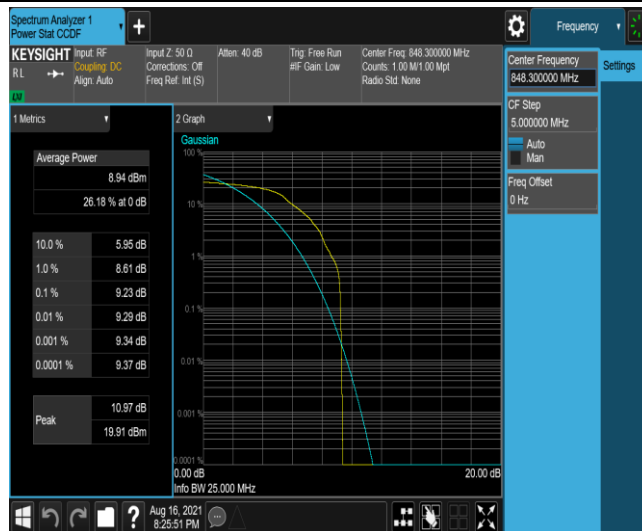 Spectrum Analyzer 1
Power Stat CCDF
Frequency
KEYSIGHT
RL
LXI
Input: RF
Coupling: DC
Align: Auto
Input Z: 50 Ω
Corrections: Off
Freq Ref: Int (S)
Atten: 40 dB
Trig: Free Run
#IF Gain: Low
Center Freq: 848.300000 MHz
Counts: 1.00 M/1.00 Mpt
Radio Std: None
Center Frequency
848.300000 MHz
Settings
CF Step
5.000000 MHz
Auto
Man
Freq Offset
0 Hz
1 Metrics
Average Power
8.94 dBm
26.18 % at 0 dB
10.0 % 5.95 dB
1.0 % 8.61 dB
0.1 % 9.23 dB
0.01 % 9.29 dB
0.001 % 9.34 dB
0.0001 % 9.37 dB
Peak
10.97 dB
19.91 dBm
2 Graph
Gaussian
100 %
10 %
1 %
0.1 %
0.01 %
0.001 %
0.0001 %
0.00 dB
20.00 dB
Info BW 25.000 MHz
?
Aug 16, 2021
8:25:51 PM